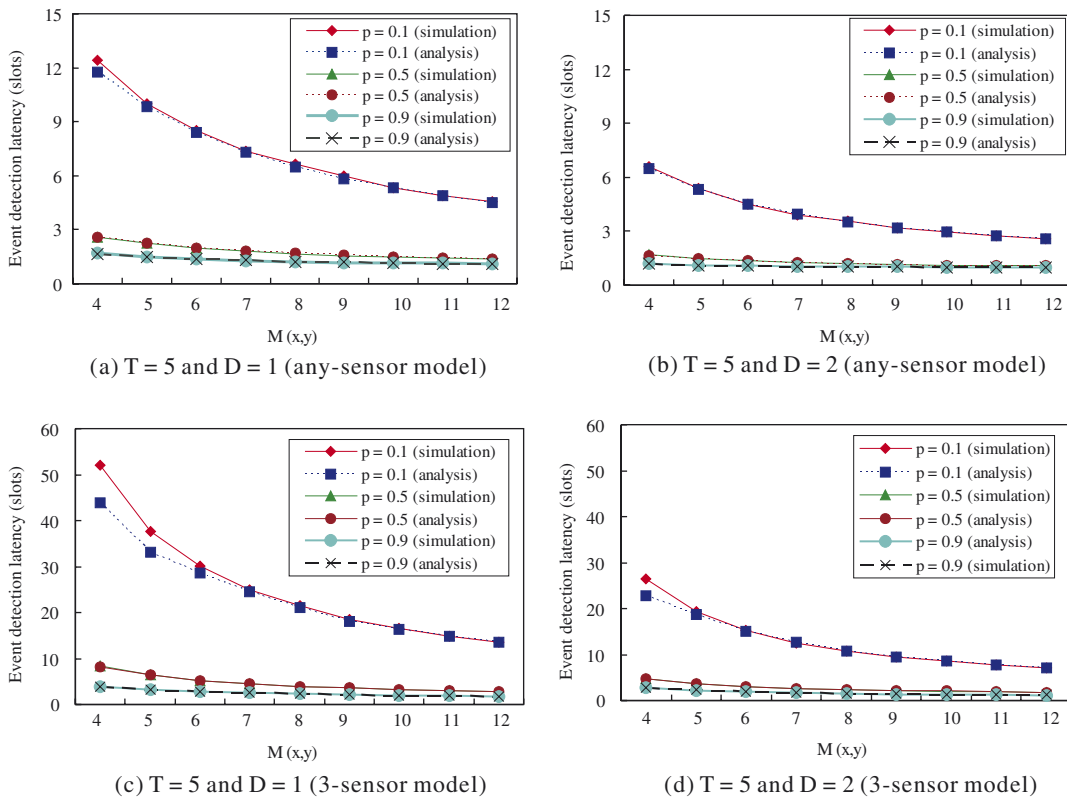 15
12
9
6
3
0
Event detection latency (slots)
p = 0.1 (simulation)
p = 0.1 (analysis)
p = 0.5 (simulation)
p = 0.5 (analysis)
p = 0.9 (simulation)
p = 0.9 (analysis)
4 5 6 7 8 9 10 11 12
M (x,y)
(a) T = 5 and D = 1 (any-sensor model)
15
12
9
6
3
0
Event detection latency (slots)
p = 0.1 (simulation)
p = 0.1 (analysis)
p = 0.5 (simulation)
p = 0.5 (analysis)
p = 0.9 (simulation)
p = 0.9 (analysis)
4 5 6 7 8 9 10 11 12
M (x,y)
(b) T = 5 and D = 2 (any-sensor model)
60
50
40
30
20
10
0
Event detection latency (slots)
p = 0.1 (simulation)
p = 0.1 (analysis)
p = 0.5 (simulation)
p = 0.5 (analysis)
p = 0.9 (simulation)
p = 0.9 (analysis)
4 5 6 7 8 9 10 11 12
M (x,y)
(c) T = 5 and D = 1 (3-sensor model)
60
50
40
30
20
10
0
Event detection latency (slots)
p = 0.1 (simulation)
p = 0.1 (analysis)
p = 0.5 (simulation)
p = 0.5 (analysis)
p = 0.9 (analysis)
p = 0.9 (simulation)
4 5 6 7 8 9 10 11 12
M (x,y)
(d) T = 5 and D = 2 (3-sensor model)